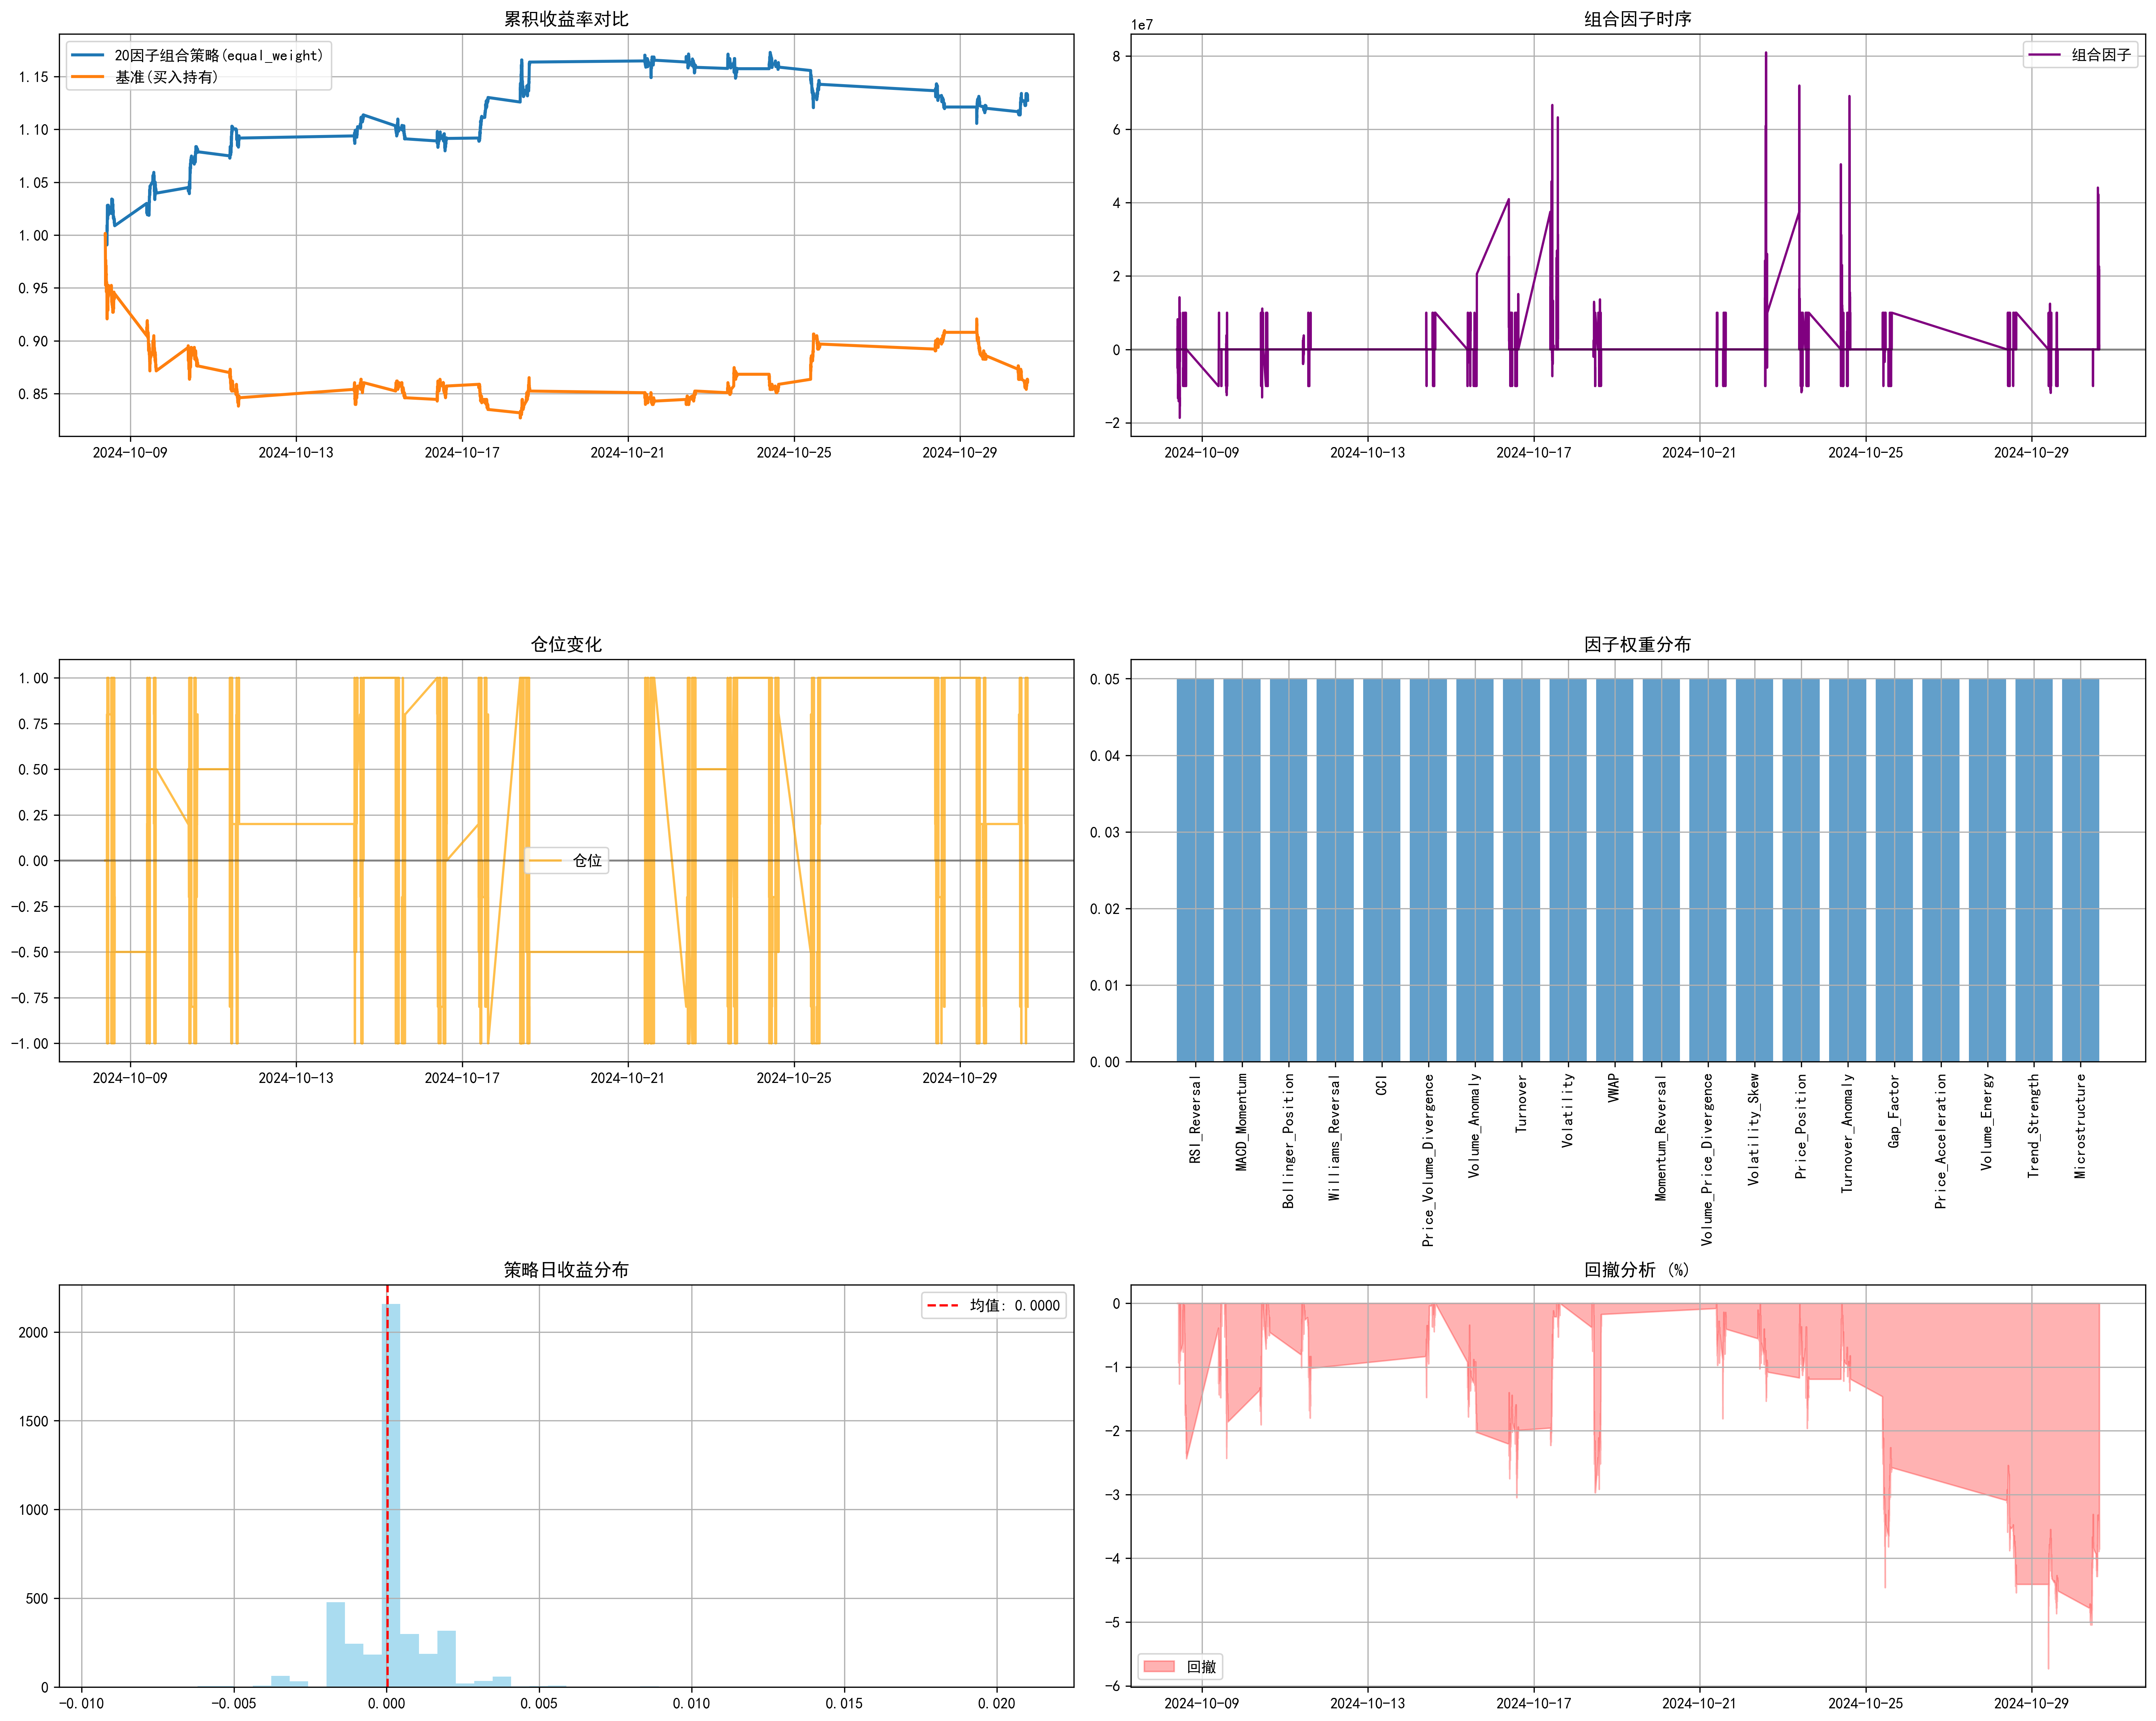 累积收益率对比
20因子组合策略(equal_weight)
基准(买入持有)
1.15
1.10
1.05
1.00
0.95
0.90
0.85
2024-10-09 2024-10-13 2024-10-17 2024-10-21 2024-10-25 2024-10-29
组合因子时序
1e7
组合因子
8
6
4
2
0
−2
2024-10-09 2024-10-13 2024-10-17 2024-10-21 2024-10-25 2024-10-29
仓位变化
1.00
0.75
0.50
0.25
0.00
−0.25
−0.50
−0.75
−1.00
仓位
2024-10-09 2024-10-13 2024-10-17 2024-10-21 2024-10-25 2024-10-29
因子权重分布
0.05
0.04
0.03
0.02
0.01
0.00
RSI_Reversal
MACD_Momentum
Bollinger_Position
Williams_Reversal
CCI
Price_Volume_Divergence
Volume_Anomaly
Turnover
Volatility
VWAP
Momentum_Reversal
Volume_Price_Divergence
Volatility_Skew
Price_Position
Turnover_Anomaly
Gap_Factor
Price_Acceleration
Volume_Energy
Trend_Strength
Microstructure
策略日收益分布
均值: 0.0000
2000
1500
1000
500
0
−0.010 −0.005 0.000 0.005 0.010 0.015 0.020
回撤分析 (%)
0
−1
−2
−3
−4
−5
−6
回撤
2024-10-09 2024-10-13 2024-10-17 2024-10-21 2024-10-25 2024-10-29